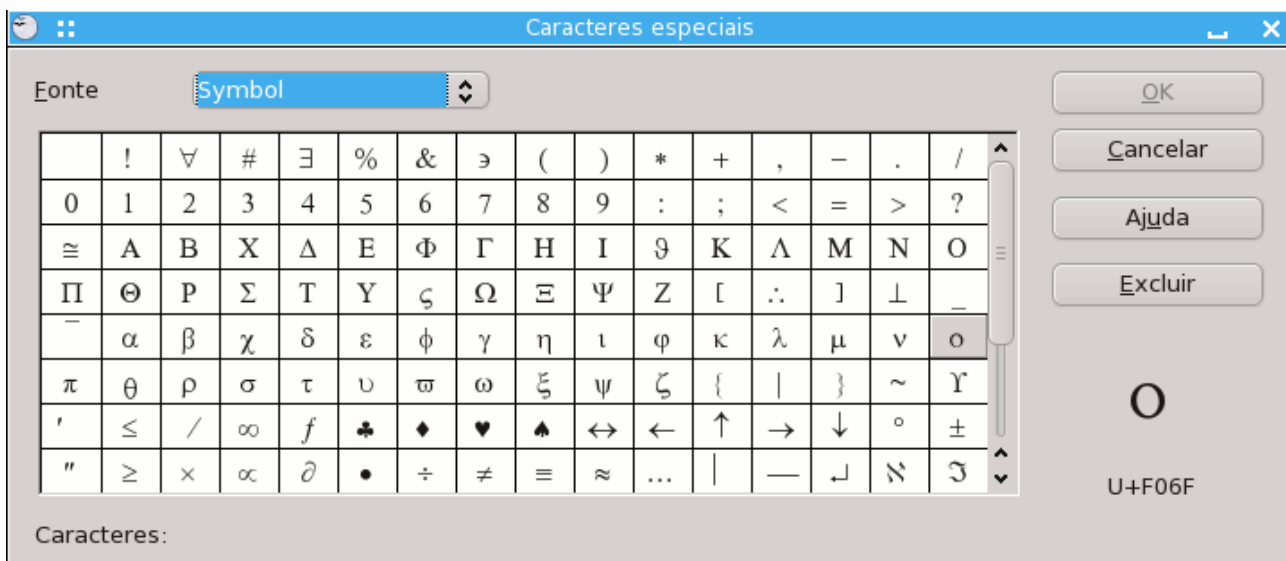 Caracteres especiais
Fonte Symbol OK
Cancelar
Ajuda
Excluir
! ∀ # ∃ % & ∍ ( ) * + , − . /
0 1 2 3 4 5 6 7 8 9 : ; < = > ?
≅ Α Β Χ Δ Ε Φ Γ Η Ι ϑ Κ Λ Μ Ν Ο
Π Θ Ρ Σ Τ Υ ς Ω Ξ Ψ Ζ [ ∴ ] ⊥ _
‾ α β χ δ ε ϕ γ η ι φ κ λ μ ν ο
π θ ρ σ τ υ ϖ ω ξ ψ ζ { | } ~ ϒ
′ ≤ ⁄ ∞ ƒ ♣ ♦ ♥ ♠ ↔ ← ↑ → ↓ ° ±
″ ≥ × ∝ ∂ • ÷ ≠ ≡ ≈ … ⏐ — ↵ ℵ ℑ
ο
U+F06F
Caracteres: